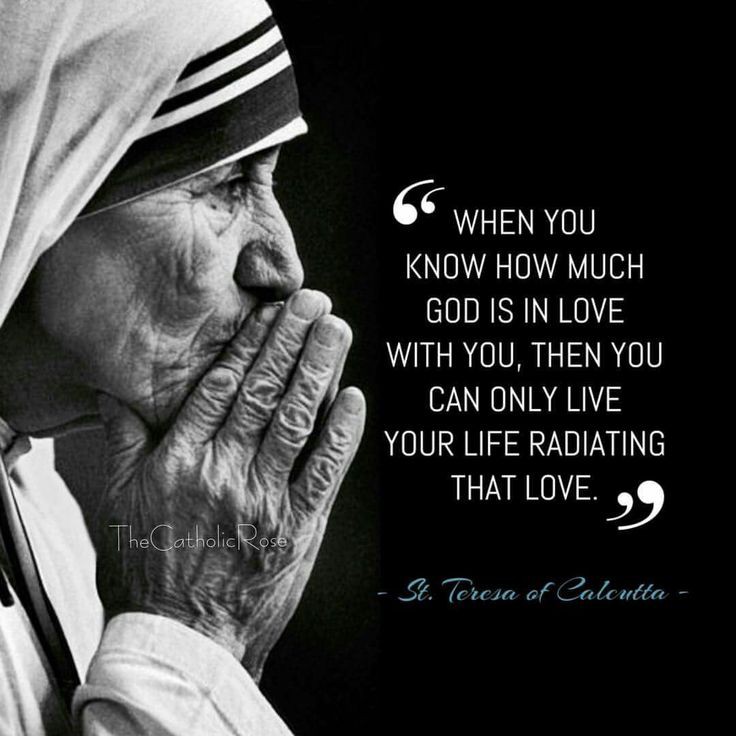 “
WHEN YOU
KNOW HOW MUCH
GOD IS IN LOVE
WITH YOU, THEN YOU
CAN ONLY LIVE
YOUR LIFE RADIATING
THAT LOVE.
”
TheCatholicRose
- St. Teresa of Calcutta -